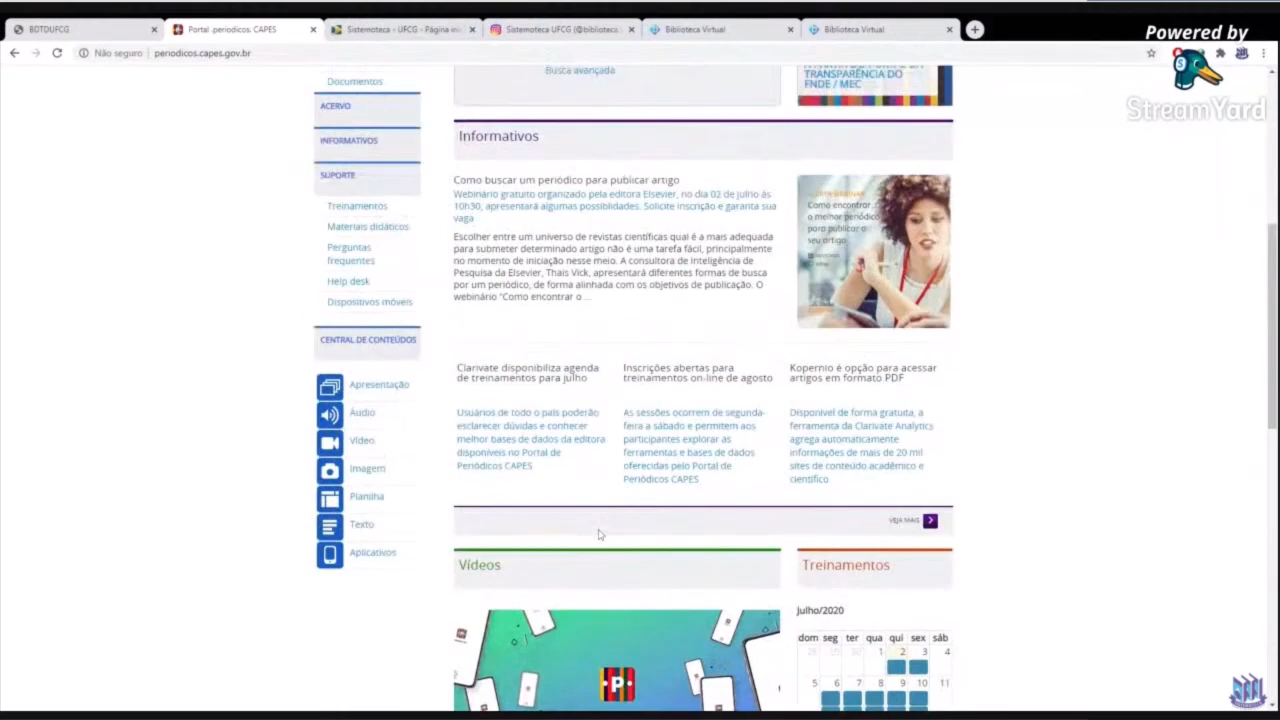 BDTDUFCG
Portal .periodicos. CAPES
Sistemoteca - UFCG - Página ini
Sistemoteca UFCG (@biblioteca.
Biblioteca Virtual
Biblioteca Virtual
Powered by
StreamYard
Não seguro
periodicos.capes.gov.br
Documentos
ACERVO
INFORMATIVOS
SUPORTE
Treinamentos
Materiais didáticos
Perguntas
frequentes
Help desk
Dispositivos móveis
CENTRAL DE CONTEÚDOS
Apresentação
Áudio
Vídeo
Imagem
Planilha
Texto
Aplicativos
Busca avançada
TRANSPARÊNCIA DO
FNDE / MEC
Informativos
Como buscar um periódico para publicar artigo
Webinário gratuito organizado pela editora Elsevier, no dia 02 de julho às
10h30, apresentará algumas possiblidades. Solicite inscrição e garanta sua
vaga
Escolher entre um universo de revistas científicas qual é a mais adequada
para submeter determinado artigo não é uma tarefa fácil, principalmente
no momento de iniciação nesse meio. A consultora de Inteligência de
Pesquisa da Elsevier, Thais Vick, apresentará diferentes formas de busca
por um periódico, de forma alinhada com os objetivos de publicação. O
webinário "Como encontrar o ...
Como encontrar
o melhor periódico
para publicar o
seu artigo
Clarivate disponibiliza agenda
de treinamentos para julho
Usuários de todo o país poderão
esclarecer dúvidas e conhecer
melhor bases de dados da editora
disponíveis no Portal de
Periódicos CAPES
Inscrições abertas para
treinamentos on-line de agosto
As sessões ocorrem de segunda-
feira a sábado e permitem aos
participantes explorar as
ferramentas e bases de dados
oferecidas pelo Portal de
Periódicos CAPES
Kopernio é opção para acessar
artigos em formato PDF
Disponível de forma gratuita, a
ferramenta da Clarivate Analytics
agrega automaticamente
informações de mais de 20 mil
sites de conteúdo acadêmico e
científico
VEJA MAIS
Vídeos
Treinamentos
Julho/2020
dom seg ter qua qui sex sáb
28 29 30 1 2 3 4
5 6 7 8 9 10 11